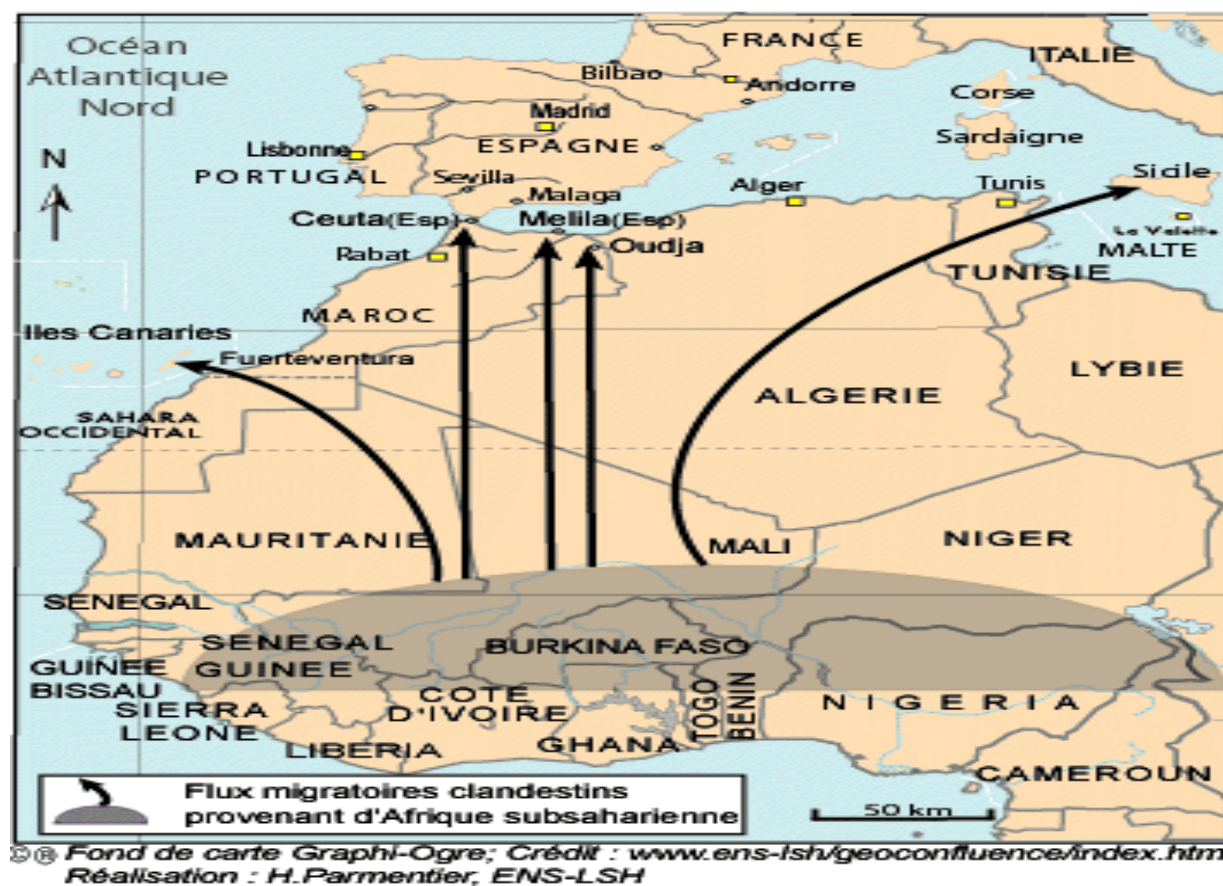 Océan
Atlantique
Nord
FRANCE
ITALIE
Bilbao
Andorre
Corse
Madrid
Sardaigne
N
Lisbonne
ESPAGNE
PORTUGAL
Sevilla
Alger
Tunis
Sicile
Malaga
Ceuta(Esp)
Melila(Esp)
La Valette
Rabat
Oudja
MALTE
TUNISIE
MAROC
Iles Canaries
Fuerteventura
LYBIE
ALGERIE
SAHARA
OCCIDENTAL
MAURITANIE
MALI
NIGER
SENEGAL
SENEGAL
BURKINA FASO
GUINEE
BISSAU
GUINEE
COTE
D'IVOIRE
TOGO
BENIN
NIGERIA
SIERRA
LEONE
LIBERIA
GHANA
CAMEROUN
Flux migratoires clandestins
provenant d'Afrique subsaharienne
50 km
©® Fond de carte Graphi-Ogre; Crédit : www.ens-lsh/geoconfluence/index.htm
Réalisation : H.Parmentier, ENS-LSH